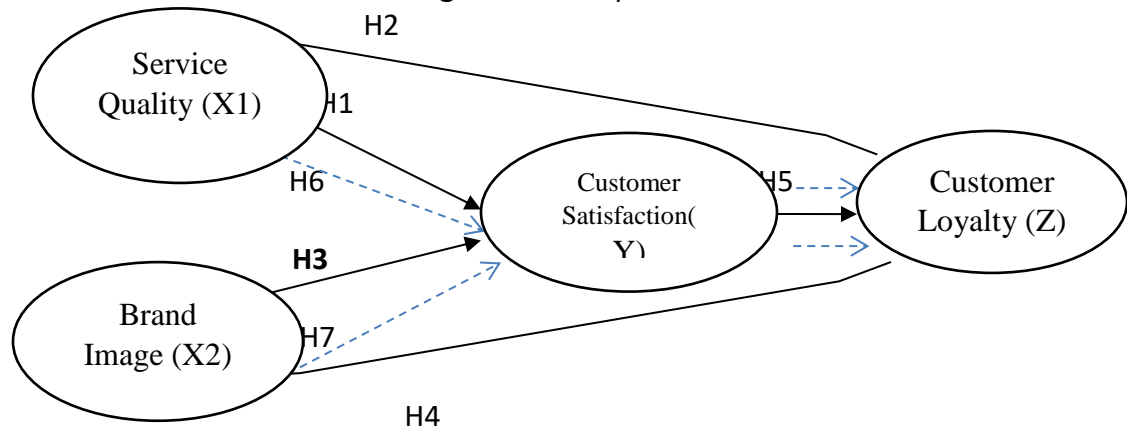 H2
Service
Quality (X1)
H1
H6
Customer
Satisfaction(
Y)
H5
Customer
Loyalty (Z)
H3
Brand
Image (X2)
H7
H4